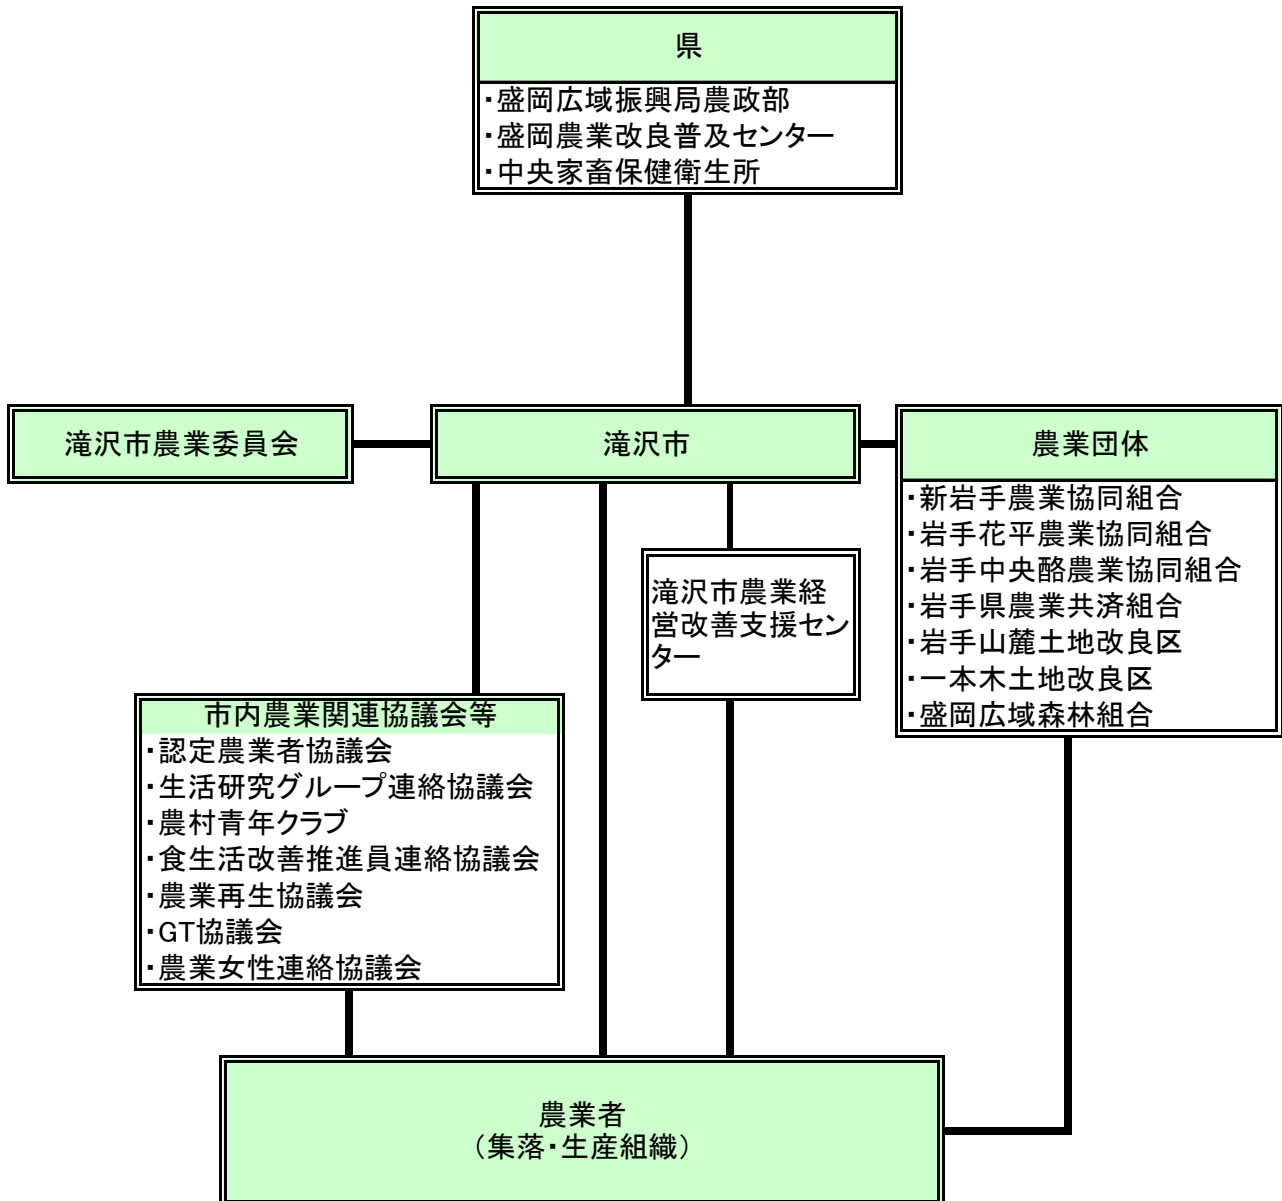 県
・盛岡広域振興局農政部
・盛岡農業改良普及センター
・中央家畜保健衛生所
滝沢市農業委員会
滝沢市
農業団体
・新岩手農業協同組合
・岩手花平農業協同組合
・岩手中央酪農業協同組合
・岩手県農業共済組合
・岩手山麓土地改良区
・一本木土地改良区
・盛岡広域森林組合
滝沢市農業経
営改善支援セン
ター
市内農業関連協議会等
・認定農業者協議会
・生活研究グループ連絡協議会
・農村青年クラブ
・食生活改善推進員連絡協議会
・農業再生協議会
・GT協議会
・農業女性連絡協議会
農業者
（集落・生産組織）